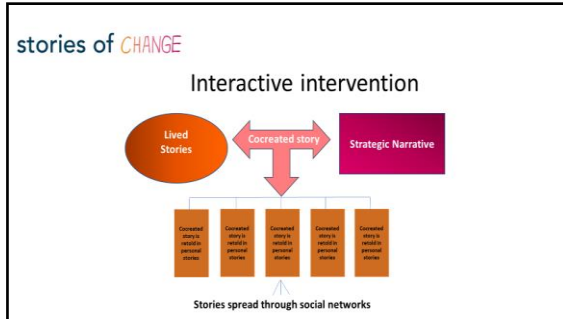 stories of CHANGE
Interactive intervention
Lived
Stories
Cocreated story
Strategic Narrative
Cocreated
story is
retold in
personal
stories
Cocreated
story is
retold in
personal
stories
Cocreated
story is
retold in
personal
stories
Cocreated
story is
retold in
personal
stories
Cocreated
story is
retold in
personal
stories
Stories spread through social networks